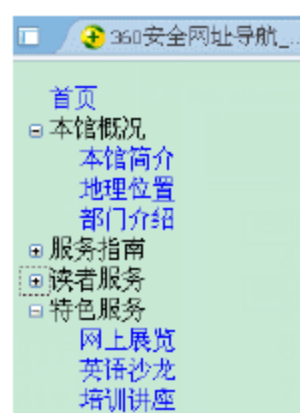 360安全网址导航_...
首页
本馆概况
本馆简介
地理位置
部门介绍
服务指南
读者服务
特色服务
网上展览
英语沙龙
培训讲座